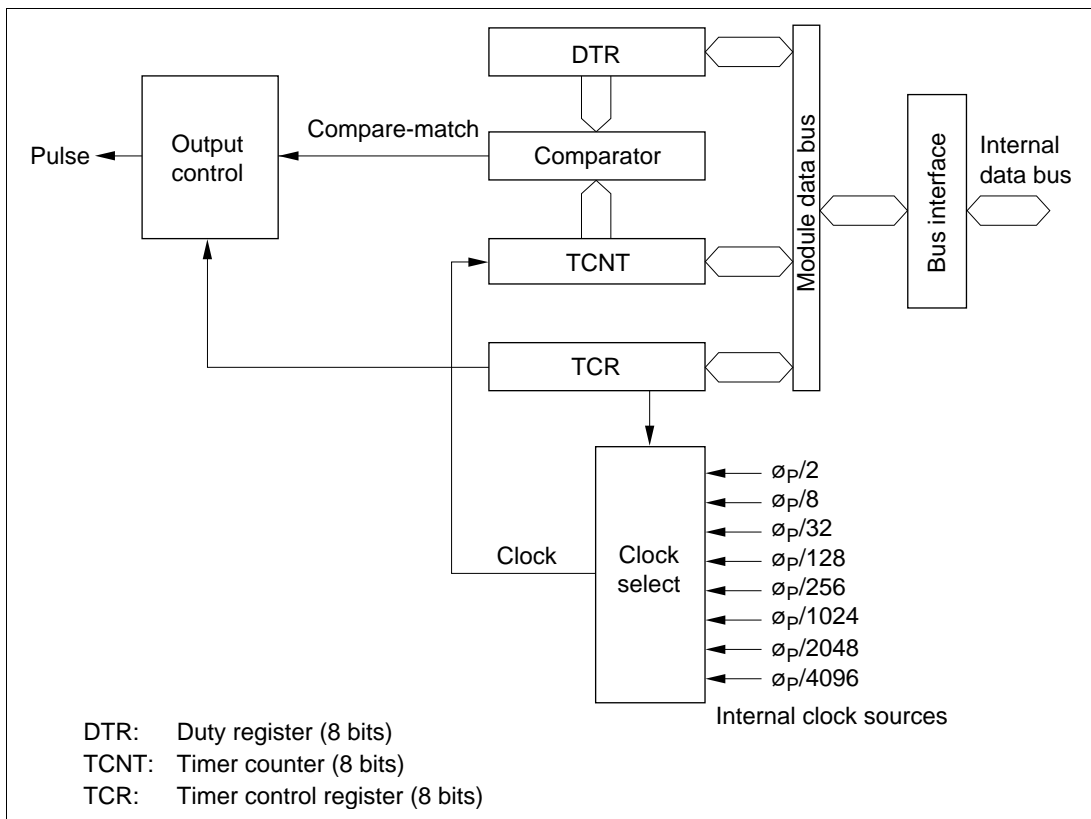 DTR
Compare-match
Pulse
Output
control
Comparator
Module data bus
Bus interface
Internal
data bus
TCNT
TCR
Clock
Clock
select
øP/2
øP/8
øP/32
øP/128
øP/256
øP/1024
øP/2048
øP/4096
Internal clock sources
DTR: Duty register (8 bits)
TCNT: Timer counter (8 bits)
TCR: Timer control register (8 bits)